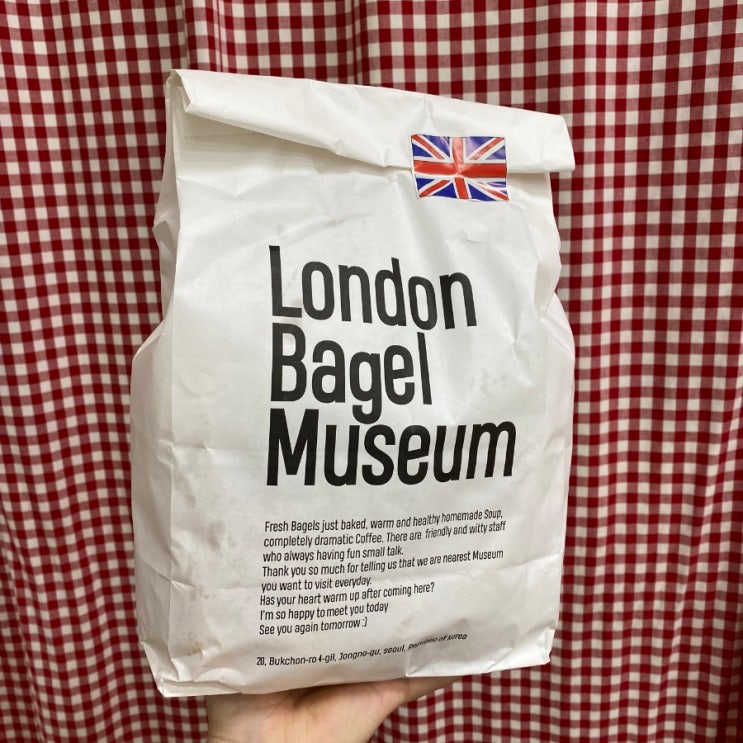 London
Bagel
Museum
Fresh Bagels just baked, warm and healthy homemade Soup,
completely dramatic Coffee. There are friendly and witty staff
who always having fun small talk.
Thank you so much for telling us that we are nearest Museum
you want to visit everyday.
Has your heart warm up after coming here?
I'm so happy to meet you today
See you again tomorrow :)
20, Bukchon-ro 4-gil, Jongno-gu, seoul, Republic of korea